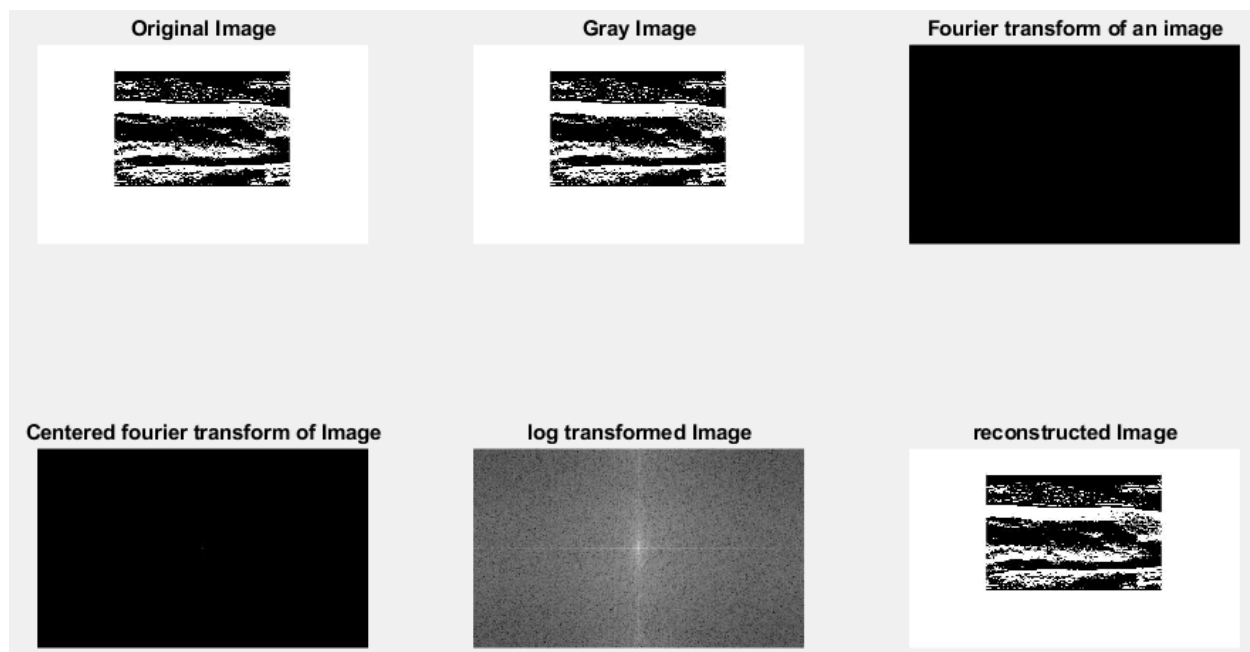 Original Image
Gray Image
Fourier transform of an image
Centered fourier transform of Image
log transformed Image
reconstructed Image